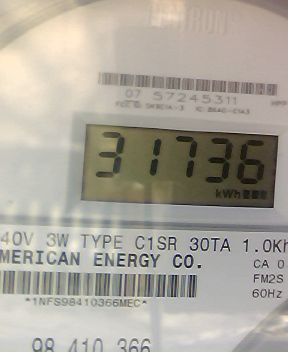 07 57245311
31736
kWh
40V 3W TYPE C1SR 30TA 1.0Kh
MERICAN ENERGY CO.
CA 0
FM2S
60Hz
*1NFS98410366MEC*
98 410 366